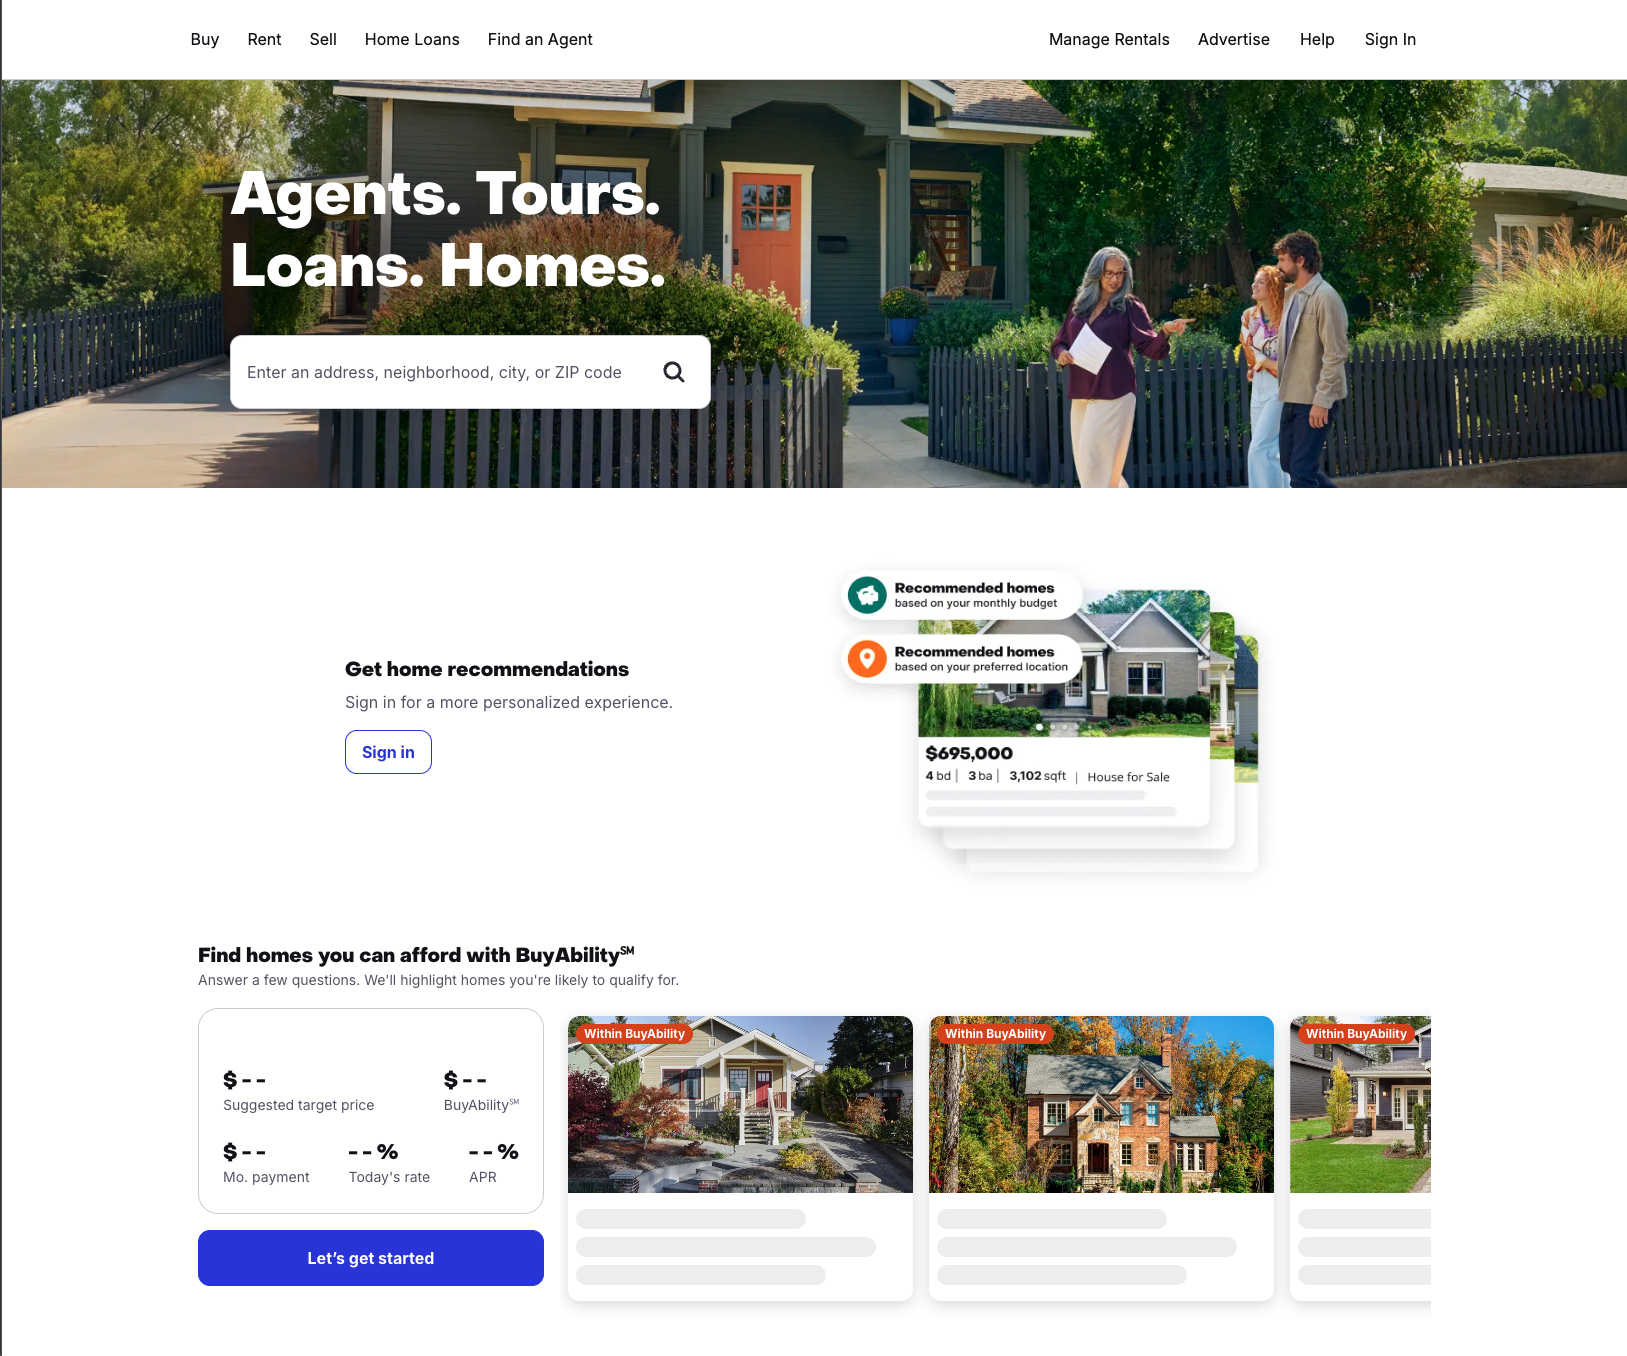 Buy Rent Sell Home Loans Find an Agent Manage Rentals Advertise Help Sign In
Agents. Tours.
Loans. Homes.
Enter an address, neighborhood, city, or ZIP code
Get home recommendations
Sign in for a more personalized experience.
Sign in
Recommended homes
based on your monthly budget
Recommended homes
based on your preferred location
$695,000
4 bd | 3 ba | 3,102 sqft | House for Sale
Find homes you can afford with BuyAbility℠
Answer a few questions. We'll highlight homes you're likely to qualify for.
$ - - $ - -
Suggested target price BuyAbility℠
$ - - - - % - - %
Mo. payment Today's rate APR
Let’s get started
Within BuyAbility
Within BuyAbility
Within BuyAbility